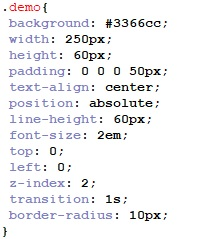 .demo{
background: #3366cc;
width: 250px;
height: 60px;
padding: 0 0 0 50px;
text-align: center;
position: absolute;
line-height: 60px;
font-size: 2em;
top: 0;
left: 0;
z-index: 2;
transition: 1s;
border-radius: 10px;
}